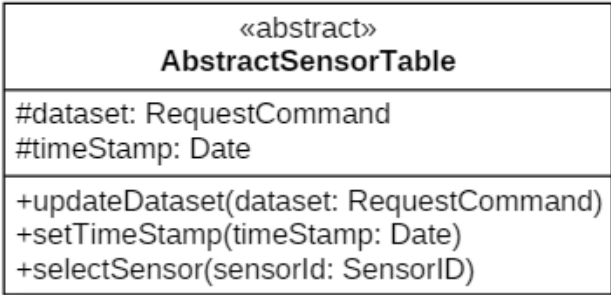 «abstract»
AbstractSensorTable
#dataset: RequestCommand
#timeStamp: Date
+updateDataset(dataset: RequestCommand)
+setTimeStamp(timeStamp: Date)
+selectSensor(sensorId: SensorID)